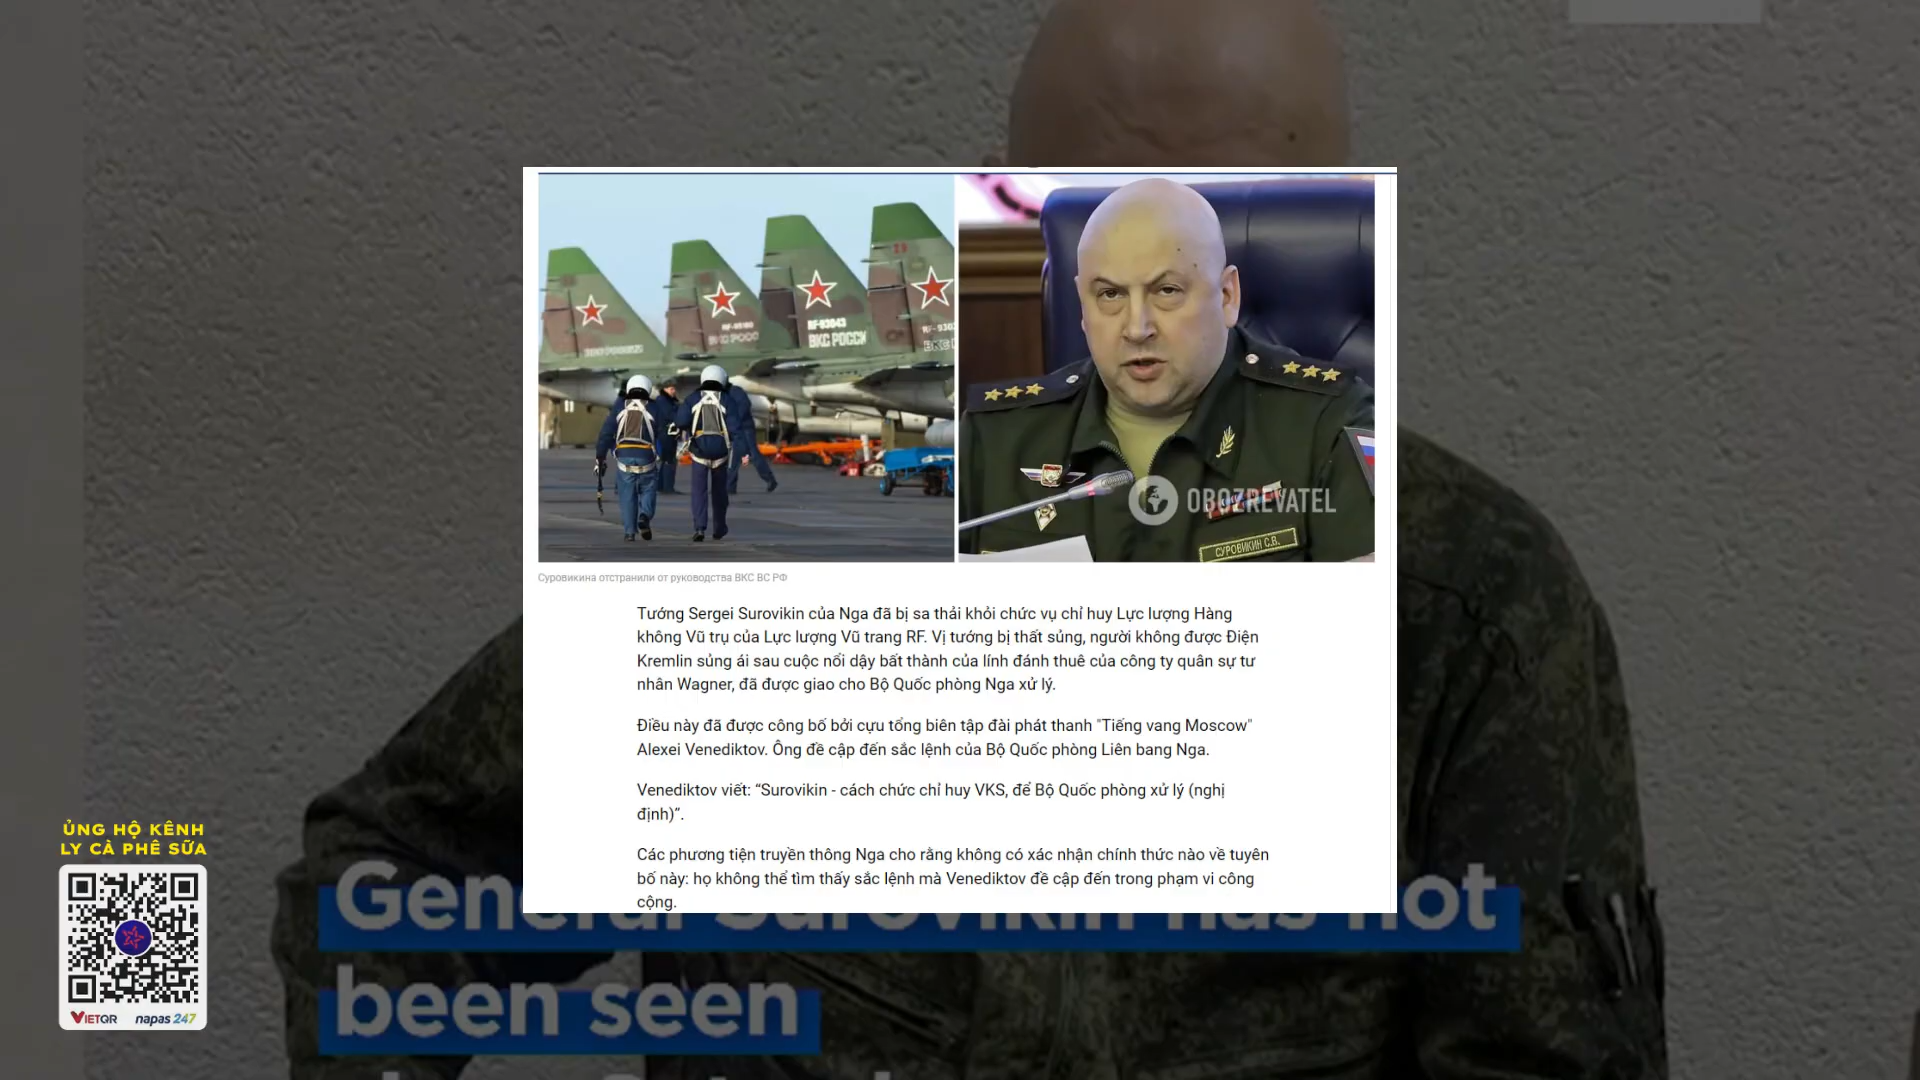 RF-93043
ВКС РОССИИ
OBOZREVATEL
СУРОВИКИН С.В.
Суровикина отстранили от руководства ВКС ВС РФ
Tướng Sergei Surovikin của Nga đã bị sa thải khỏi chức vụ chỉ huy Lực lượng Hàng
không Vũ trụ của Lực lượng Vũ trang RF. Vị tướng bị thất sủng, người không được Điện
Kremlin sủng ái sau cuộc nổi dậy bất thành của lính đánh thuê của công ty quân sự tư
nhân Wagner, đã được giao cho Bộ Quốc phòng Nga xử lý.
Điều này đã được công bố bởi cựu tổng biên tập đài phát thanh "Tiếng vang Moscow"
Alexei Venediktov. Ông đề cập đến sắc lệnh của Bộ Quốc phòng Liên bang Nga.
Venediktov viết: “Surovikin - cách chức chỉ huy VKS, để Bộ Quốc phòng xử lý (nghị
định)”.
Các phương tiện truyền thông Nga cho rằng không có xác nhận chính thức nào về tuyên
bố này: họ không thể tìm thấy sắc lệnh mà Venediktov đề cập đến trong phạm vi công
cộng.
General Surovikin has not
been seen
ỦNG HỘ KÊNH
LY CÀ PHÊ SỮA
VIETQR napas 247